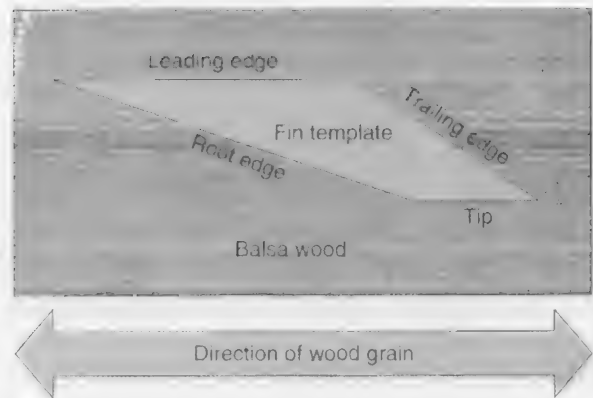 Leading edge
Trailing edge
Fin template
Root edge
Tip
Balsa wood
Direction of wood grain